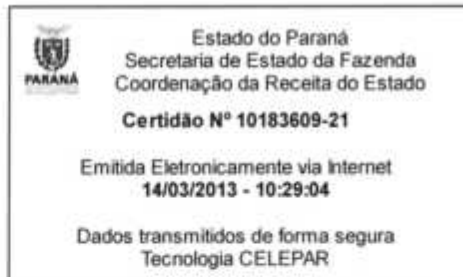 Estado do Paraná
Secretaria de Estado da Fazenda
Coordenação da Receita do Estado
PARANÁ
Certidão Nº 10183609-21
Emitida Eletronicamente via Internet
14/03/2013 - 10:29:04
Dados transmitidos de forma segura
Tecnologia CELEPAR